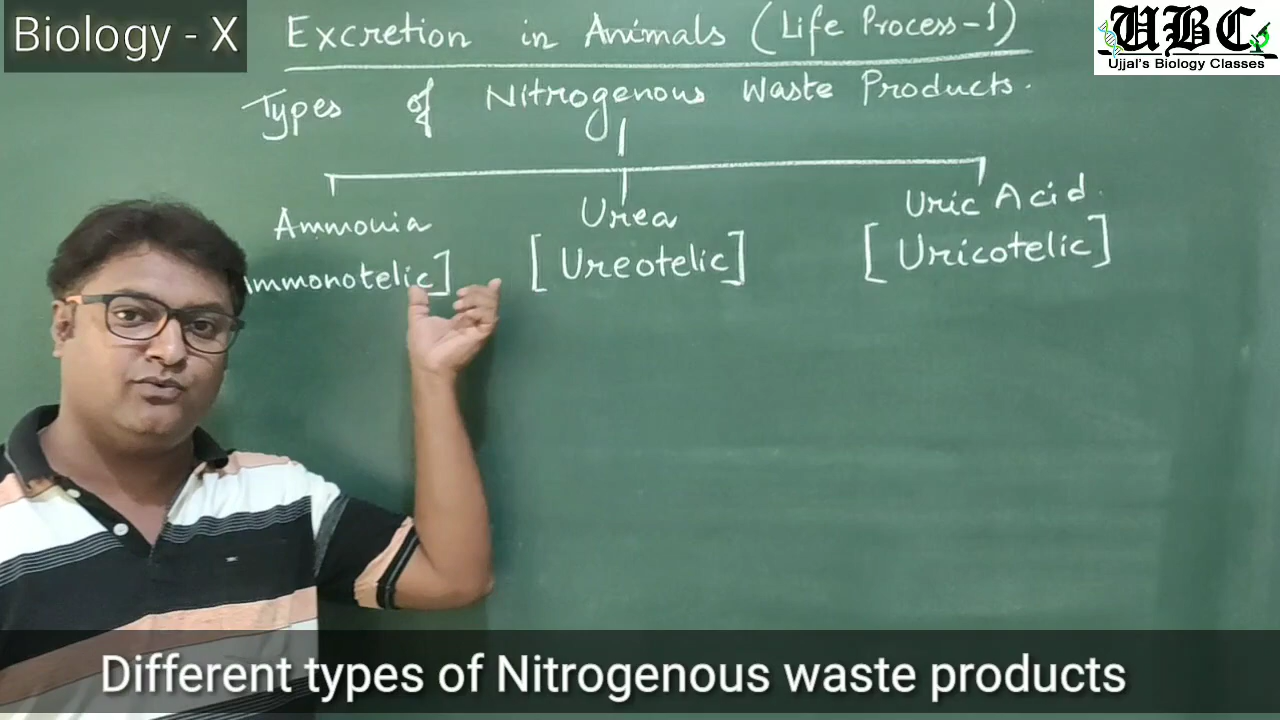 Biology - X
Excretion in Animals (Life Process-1)
UBC
Ujjal's Biology Classes
Types of Nitrogenous Waste Products.
Ammonia
Urea
Uric Acid.
mmonotelic]
[Ureotelic]
[Uricotelic]
Different types of Nitrogenous waste products